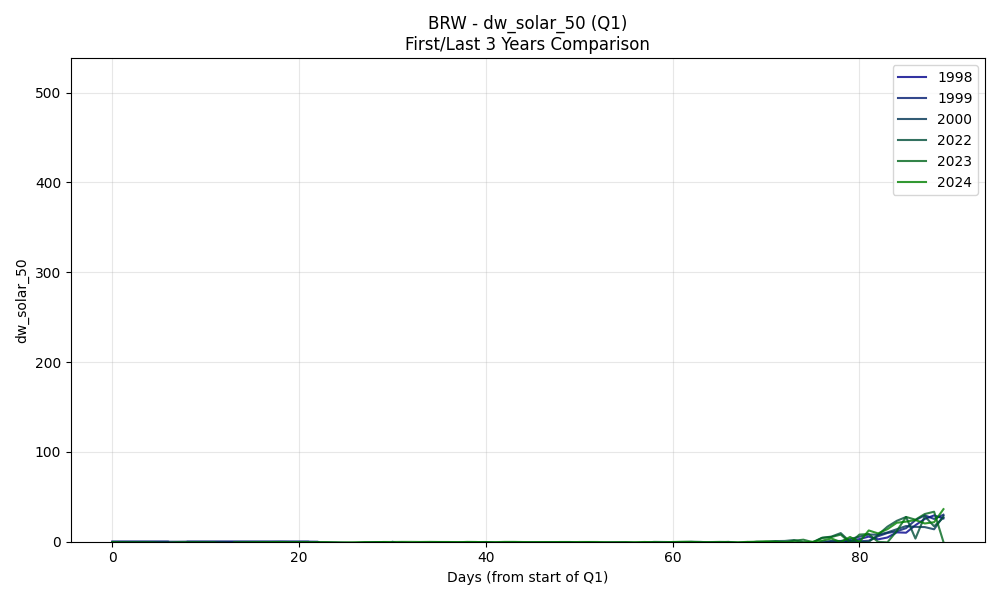 BRW - dw_solar_50 (Q1)
First/Last 3 Years Comparison
1998
1999
2000
2022
2023
2024
500
400
300
200
100
0
dw_solar_50
0 20 40 60 80
Days (from start of Q1)